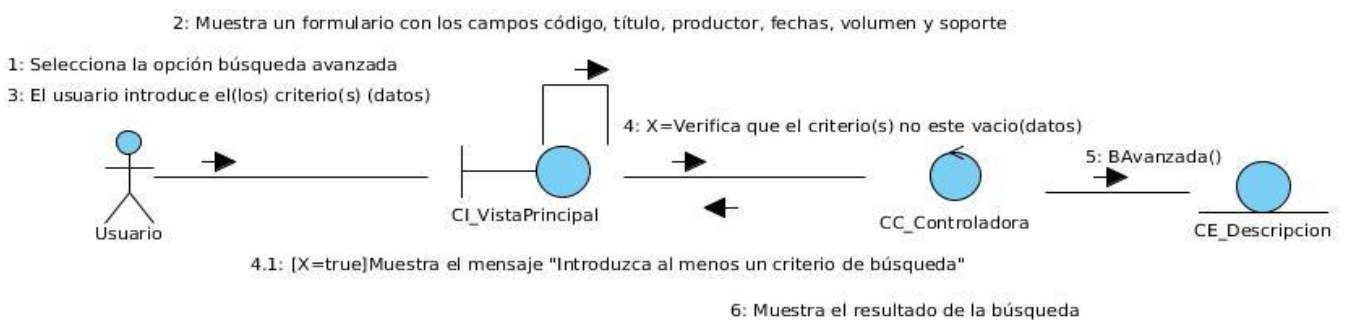 2: Muestra un formulario con los campos código, título, productor, fechas, volumen y soporte
1: Selecciona la opción búsqueda avanzada
3: El usuario introduce el(los) criterio(s) (datos)
4: X=Verifica que el criterio(s) no este vacio(datos)
5: BAvanzada()
Usuario
CI_VistaPrincipal
CC_Controladora
CE_Descripcion
4.1: [X=true]Muestra el mensaje "Introduzca al menos un criterio de búsqueda"
6: Muestra el resultado de la búsqueda